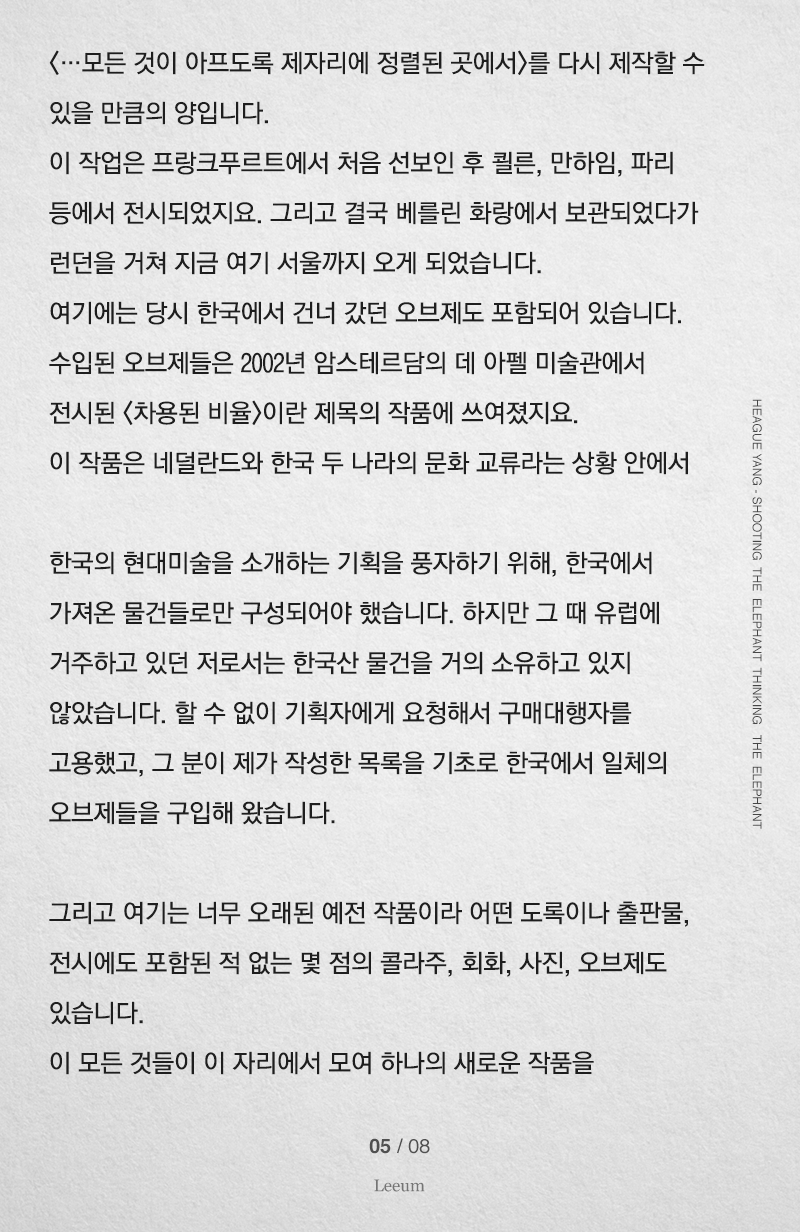 〈…모든 것이 아프도록 제자리에 정렬된 곳에서〉를 다시 제작할 수
있을 만큼의 양입니다.
이 작업은 프랑크푸르트에서 처음 선보인 후 쾰른, 만하임, 파리
등에서 전시되었지요. 그리고 결국 베를린 화랑에서 보관되었다가
런던을 거쳐 지금 여기 서울까지 오게 되었습니다.
여기에는 당시 한국에서 건너 갔던 오브제도 포함되어 있습니다.
수입된 오브제들은 2002년 암스테르담의 데 아펠 미술관에서
전시된 〈차용된 비율〉이란 제목의 작품에 쓰여졌지요.
이 작품은 네덜란드와 한국 두 나라의 문화 교류라는 상황 안에서
한국의 현대미술을 소개하는 기획을 풍자하기 위해, 한국에서
가져온 물건들로만 구성되어야 했습니다. 하지만 그 때 유럽에
거주하고 있던 저로서는 한국산 물건을 거의 소유하고 있지
않았습니다. 할 수 없이 기획자에게 요청해서 구매대행자를
고용했고, 그 분이 제가 작성한 목록을 기초로 한국에서 일체의
오브제들을 구입해 왔습니다.
그리고 여기는 너무 오래된 예전 작품이라 어떤 도록이나 출판물,
전시에도 포함된 적 없는 몇 점의 콜라주, 회화, 사진, 오브제도
있습니다.
이 모든 것들이 이 자리에서 모여 하나의 새로운 작품을
HEAGUE YANG - SHOOTING THE ELEPHANT THINKING THE ELEPHANT
05 / 08
Leeum